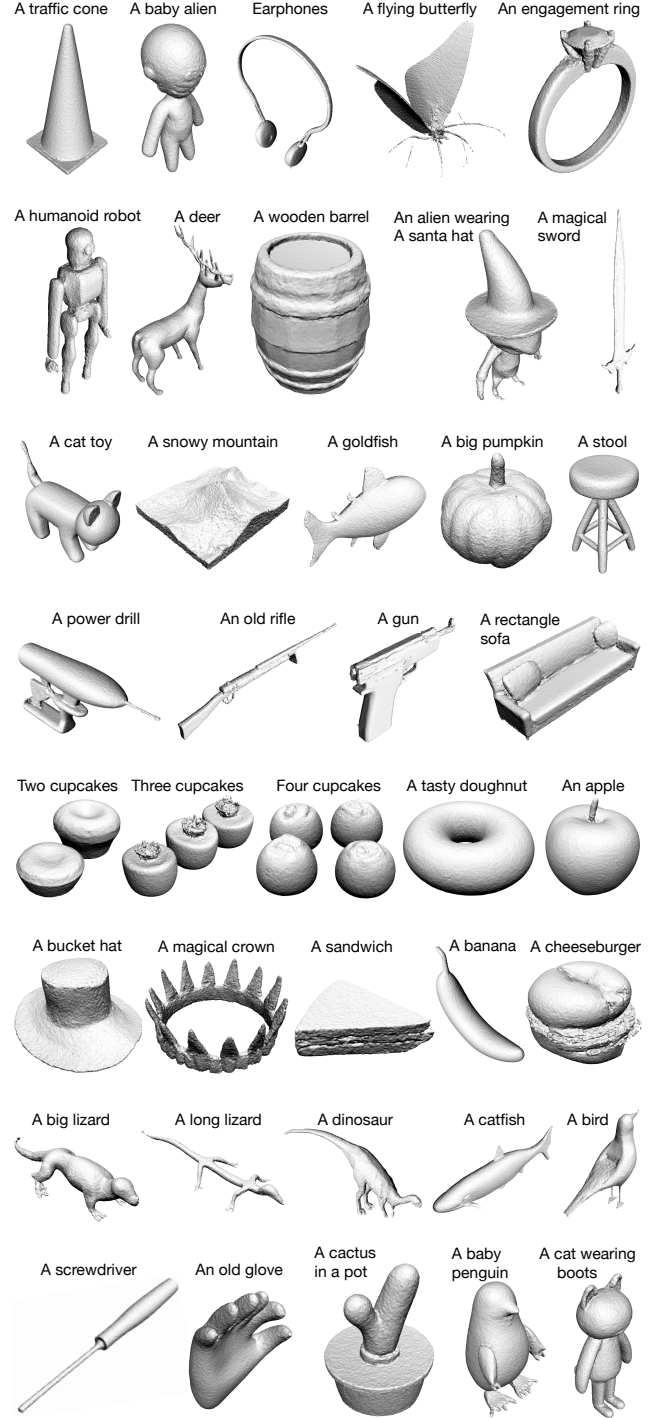 A traffic cone
A baby alien
Earphones
A flying butterfly
An engagement ring
A humanoid robot
A deer
A wooden barrel
An alien wearing
A santa hat
A magical
sword
A cat toy
A snowy mountain
A goldfish
A big pumpkin
A stool
A power drill
An old rifle
A gun
A rectangle
sofa
Two cupcakes
Three cupcakes
Four cupcakes
A tasty doughnut
An apple
A bucket hat
A magical crown
A sandwich
A banana
A cheeseburger
A big lizard
A long lizard
A dinosaur
A catfish
A bird
A screwdriver
An old glove
A cactus
in a pot
A baby
penguin
A cat wearing
boots